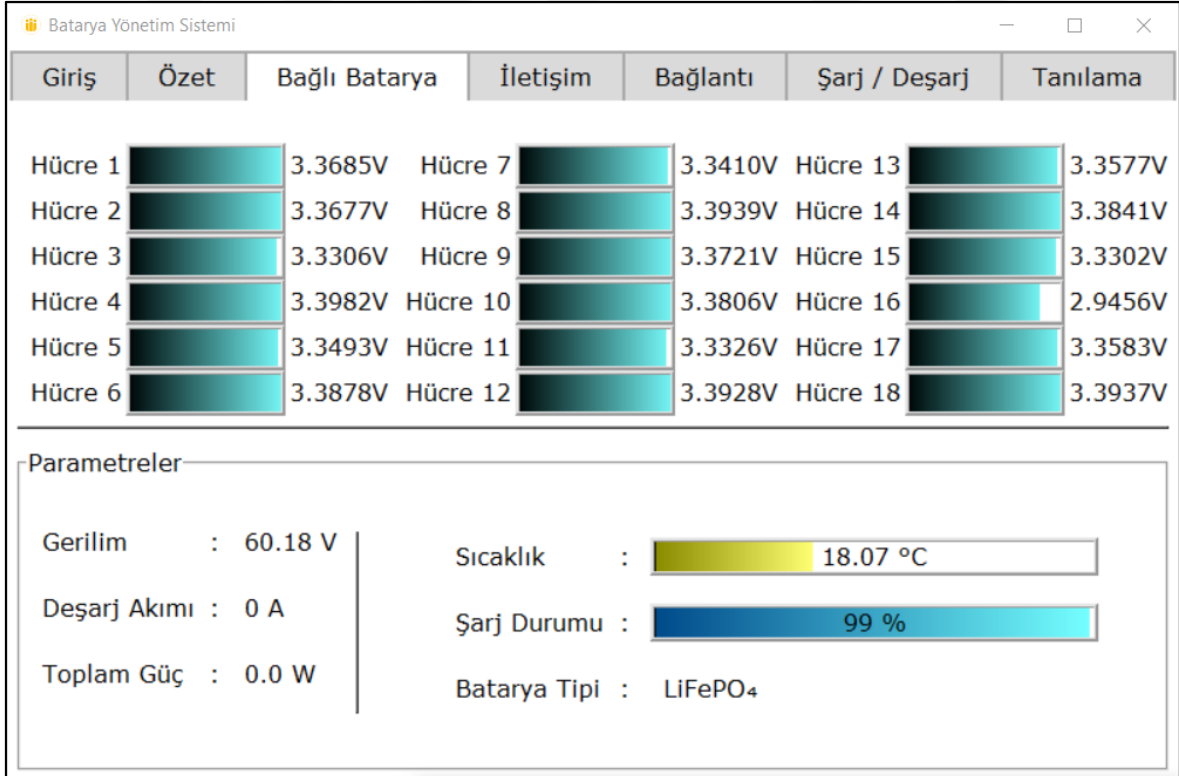 Batarya Yönetim Sistemi
Giriş Özet Bağlı Batarya İletişim Bağlantı Şarj / Deşarj Tanılama
Hücre 1 3.3685V Hücre 7 3.3410V Hücre 13 3.3577V
Hücre 2 3.3677V Hücre 8 3.3939V Hücre 14 3.3841V
Hücre 3 3.3306V Hücre 9 3.3721V Hücre 15 3.3302V
Hücre 4 3.3982V Hücre 10 3.3806V Hücre 16 2.9456V
Hücre 5 3.3493V Hücre 11 3.3326V Hücre 17 3.3583V
Hücre 6 3.3878V Hücre 12 3.3928V Hücre 18 3.3937V
Parametreler
Gerilim : 60.18 V
Sıcaklık : 18.07 °C
Deşarj Akımı : 0 A
Şarj Durumu : 99 %
Toplam Güç : 0.0 W
Batarya Tipi : LiFePO₄